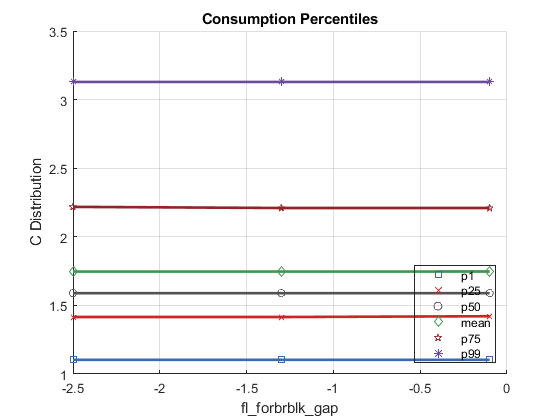 Consumption Percentiles
3.5
3
2.5
2
1.5
1
C Distribution
p1
p25
p50
mean
p75
p99
-2.5 -2 -1.5 -1 -0.5 0
fl_forbrblk_gap